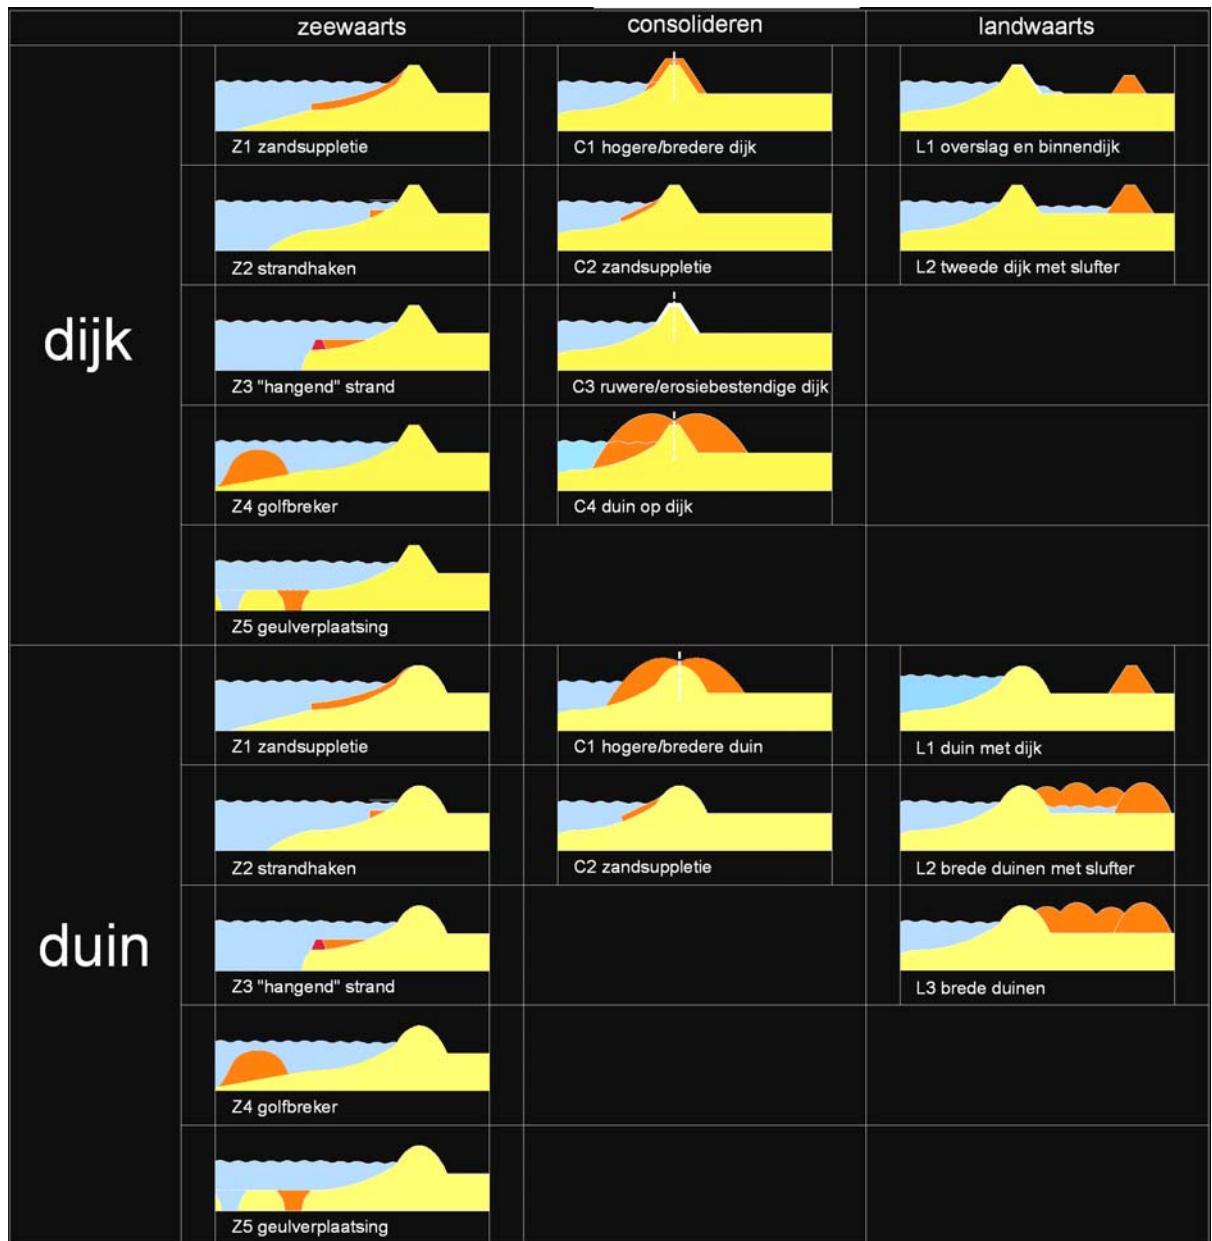 zeewaarts consolideren landwaarts
dijk
Z1 zandsuppletie C1 hogere/bredere dijk L1 overslag en binnendijk
Z2 strandhaken C2 zandsuppletie L2 tweede dijk met slufter
Z3 "hangend" strand C3 ruwere/erosiebestendige dijk
Z4 golfbreker C4 duin op dijk
Z5 geulverplaatsing
duin
Z1 zandsuppletie C1 hogere/bredere duin L1 duin met dijk
Z2 strandhaken C2 zandsuppletie L2 brede duinen met slufter
Z3 "hangend" strand L3 brede duinen
Z4 golfbreker
Z5 geulverplaatsing